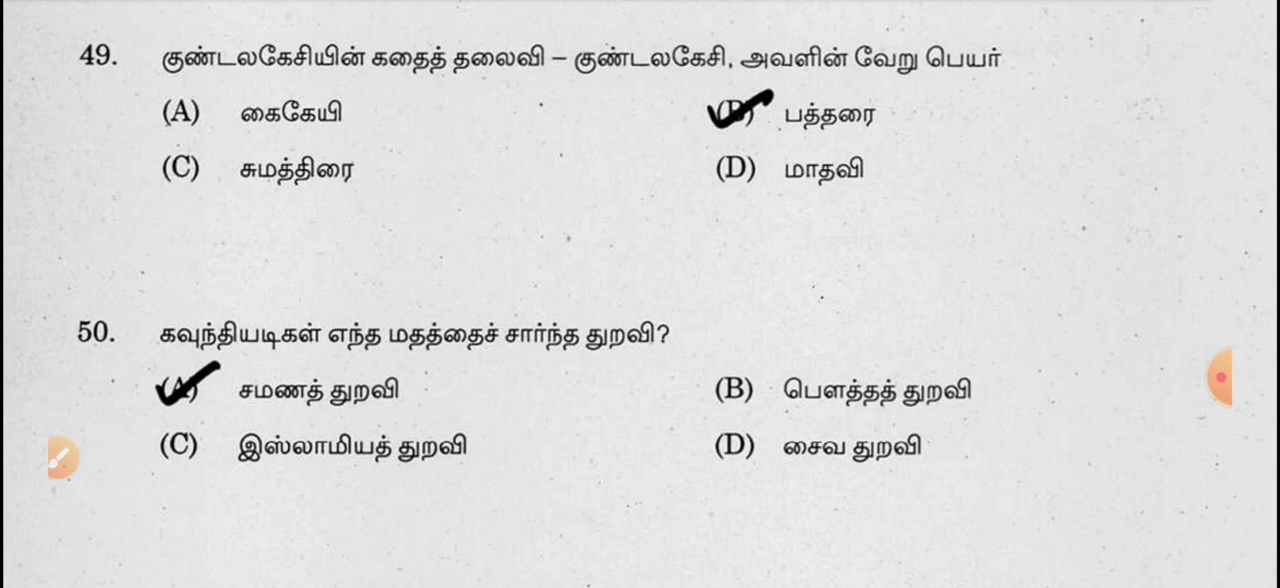 49. குண்டலகேசியின் கதைத் தலைவி – குண்டலகேசி, அவளின் வேறு பெயர்
(A) கைகேயி (B) பத்தரை
(C) சுமத்திரை (D) மாதவி
50. கவுந்தியடிகள் எந்த மதத்தைச் சார்ந்த துறவி?
(A) சமணத் துறவி (B) பௌத்தத் துறவி
(C) இஸ்லாமியத் துறவி (D) சைவ துறவி